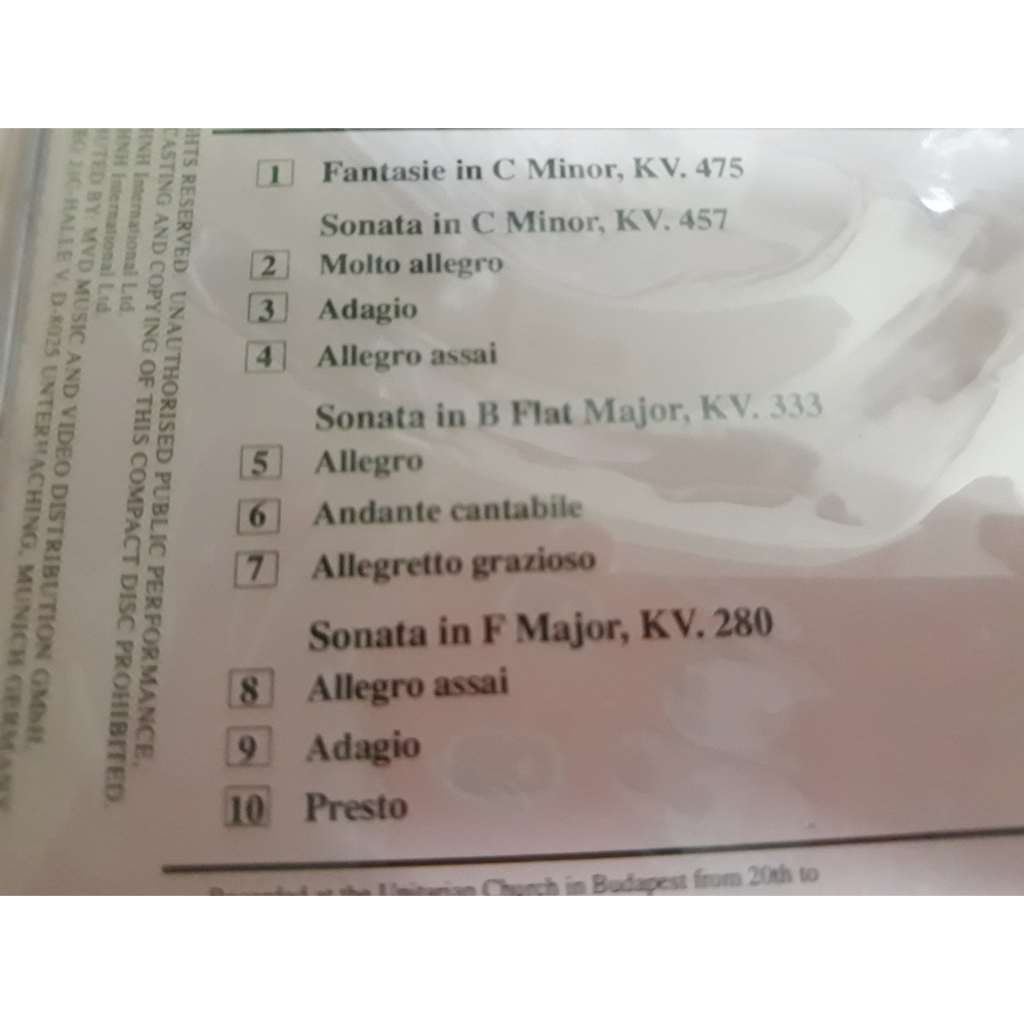 1 Fantasie in C Minor, KV. 475
Sonata in C Minor, KV. 457
2 Molto allegro
3 Adagio
4 Allegro assai
Sonata in B Flat Major, KV. 333
5 Allegro
6 Andante cantabile
7 Allegretto grazioso
Sonata in F Major, KV. 280
8 Allegro assai
9 Adagio
10 Presto
Recorded at the Unitarian Church in Budapest from 20th to
RESERVED. UNAUTHORISED PUBLIC PERFORMANCE,
AND COPYING OF THIS COMPACT DISC PROHIBITED.
International Ltd.
International Ltd.
BY MVD MUSIC AND VIDEO DISTRIBUTION GMBH,
D-8025 UNTERHACHING, MUNICH GERMANY